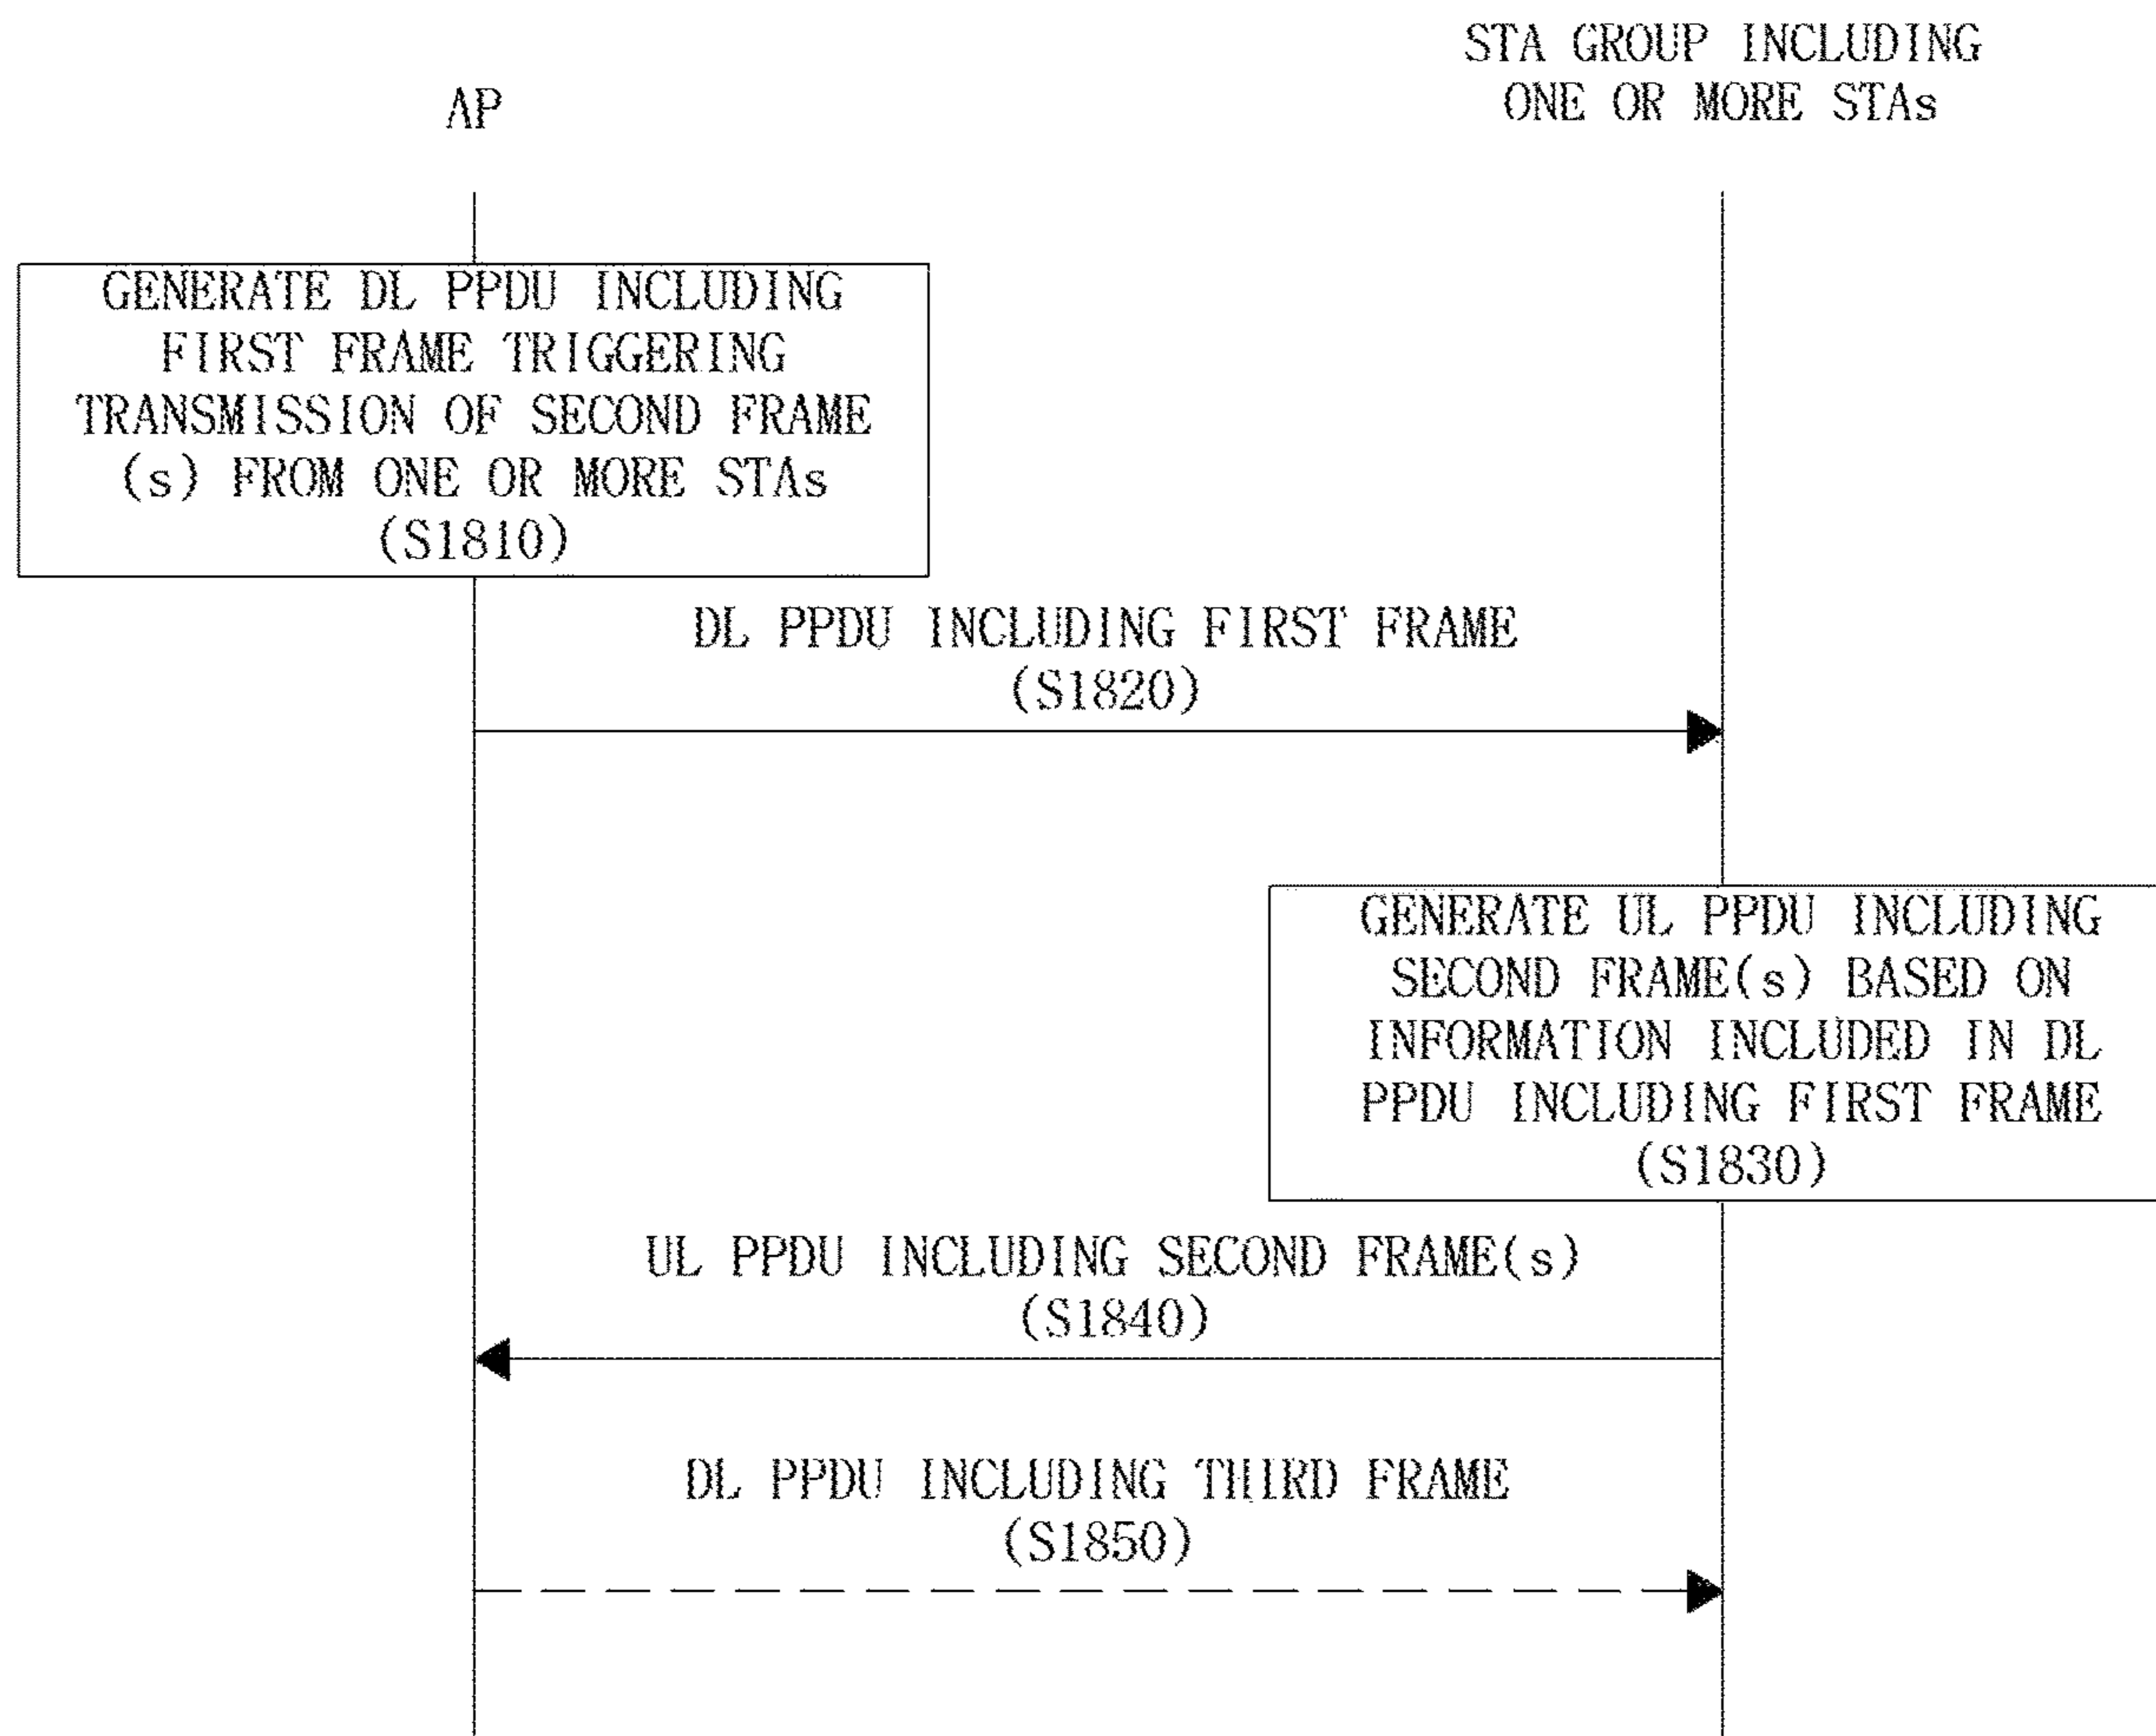 STA GROUP INCLUDING
ONE OR MORE STAs
AP
GENERATE DL PPDU INCLUDING
FIRST FRAME TRIGGERING
TRANSMISSION OF SECOND FRAME
(s) FROM ONE OR MORE STAs
(S1810)
DL PPDU INCLUDING FIRST FRAME
(S1820)
GENERATE UL PPDU INCLUDING
SECOND FRAME(s) BASED ON
INFORMATION INCLUDED IN DL
PPDU INCLUDING FIRST FRAME
(S1830)
UL PPDU INCLUDING SECOND FRAME(s)
(S1840)
DL PPDU INCLUDING THIRD FRAME
(S1850)